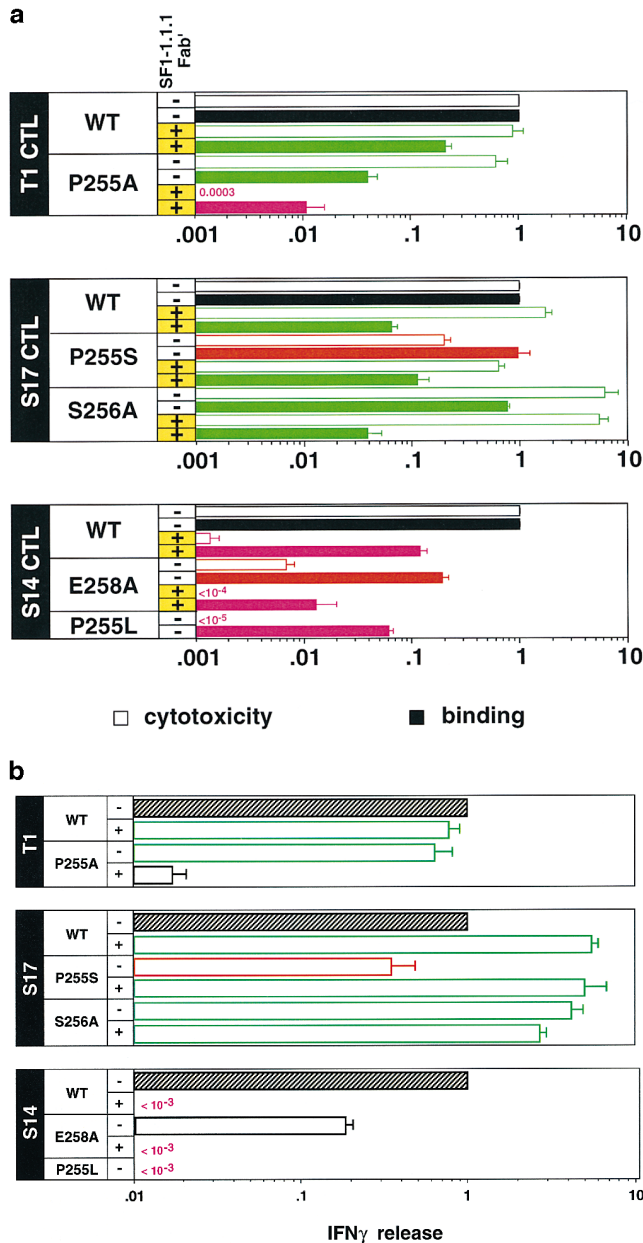 a
SF1-1.1.1
Fab'
T1 CTL
WT
-
-
+
+
P255A
-
-
+ 0.0003
+
.001 .01 .1 1 10
S17 CTL
WT
-
-
+
+
P255S
-
-
+
+
S256A
-
-
+
+
.001 .01 .1 1 10
S14 CTL
WT
-
-
+
+
E258A
-
-
+ <10-4
+
P255L
- <10-5
-
.001 .01 .1 1 10
cytotoxicity binding
b
T1
WT
-
+
P255A
-
+
S17
WT
-
+
P255S
-
+
S256A
-
+
S14
WT
-
+ < 10-3
E258A
-
+ < 10-3
P255L - < 10-3
.01 .1 1 10
IFNγ release